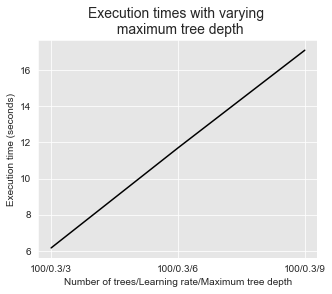 Execution times with varying
maximum tree depth
Execution time (seconds)
16
14
12
10
8
6
100/0.3/3
100/0.3/6
100/0.3/9
Number of trees/Learning rate/Maximum tree depth